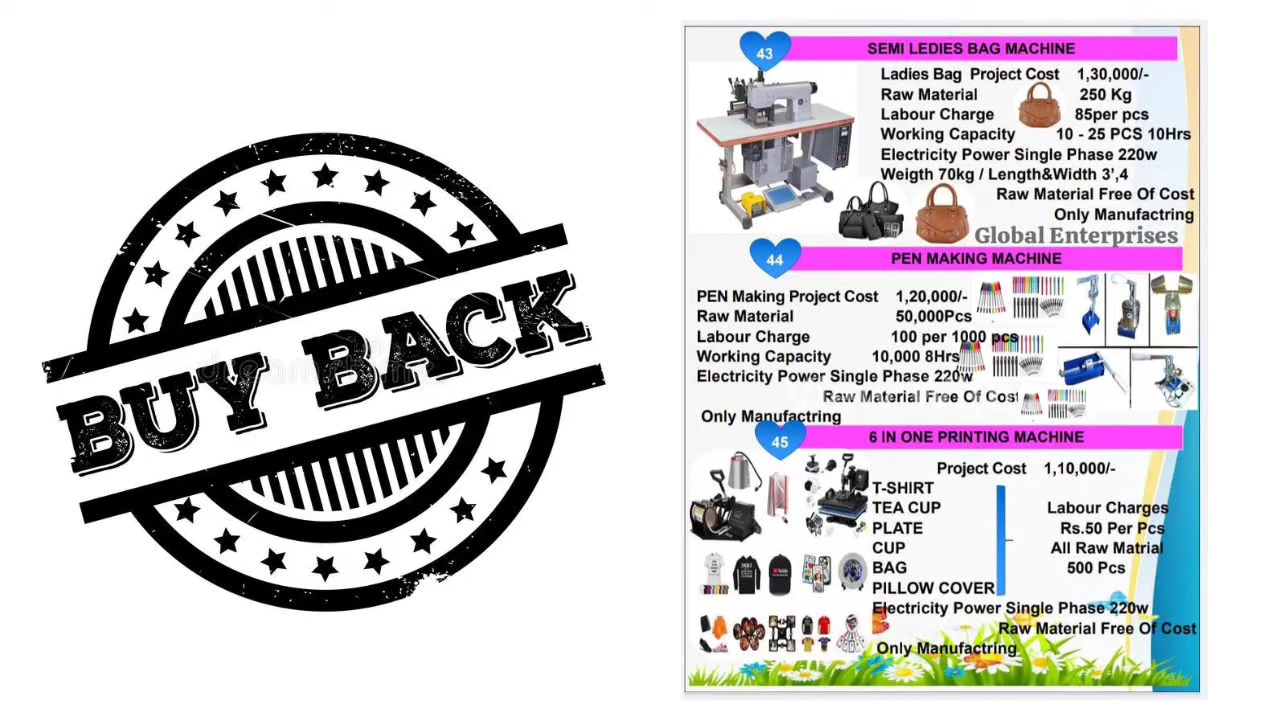 BUY BACK
43
SEMI LEDIES BAG MACHINE
Ladies Bag Project Cost 1,30,000/-
Raw Material 250 Kg
Labour Charge 85per pcs
Working Capacity 10 - 25 PCS 10Hrs
Electricity Power Single Phase 220w
Weigth 70kg / Length&Width 3',4
Raw Material Free Of Cost
Only Manufactring
Global Enterprises
44
PEN MAKING MACHINE
PEN Making Project Cost 1,20,000/-
Raw Material 50,000Pcs
Labour Charge 100 per 1000 pcs
Working Capacity 10,000 8Hrs
Electricity Power Single Phase 220w
Raw Material Free Of Cost
Only Manufactring
45
6 IN ONE PRINTING MACHINE
Project Cost 1,10,000/-
T-SHIRT
TEA CUP Labour Charges
PLATE Rs.50 Per Pcs
CUP All Raw Matrial
BAG 500 Pcs
PILLOW COVER
Electricity Power Single Phase 220w
Raw Material Free Of Cost
Only Manufactring